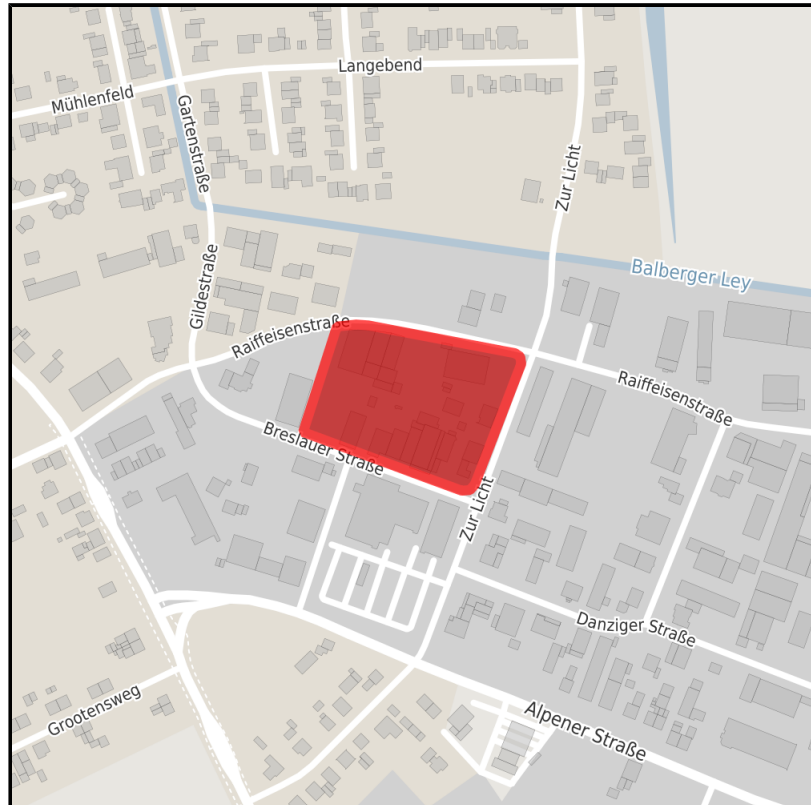 Langebend
Mühlenfeld
Gartenstraße
Zur Licht
Balberger Ley
Gildestraße
Raiffeisenstraße
Raiffeisenstraße
Breslauer Straße
Zur Licht
Danziger Straße
Grootensweg
Alpener Straße